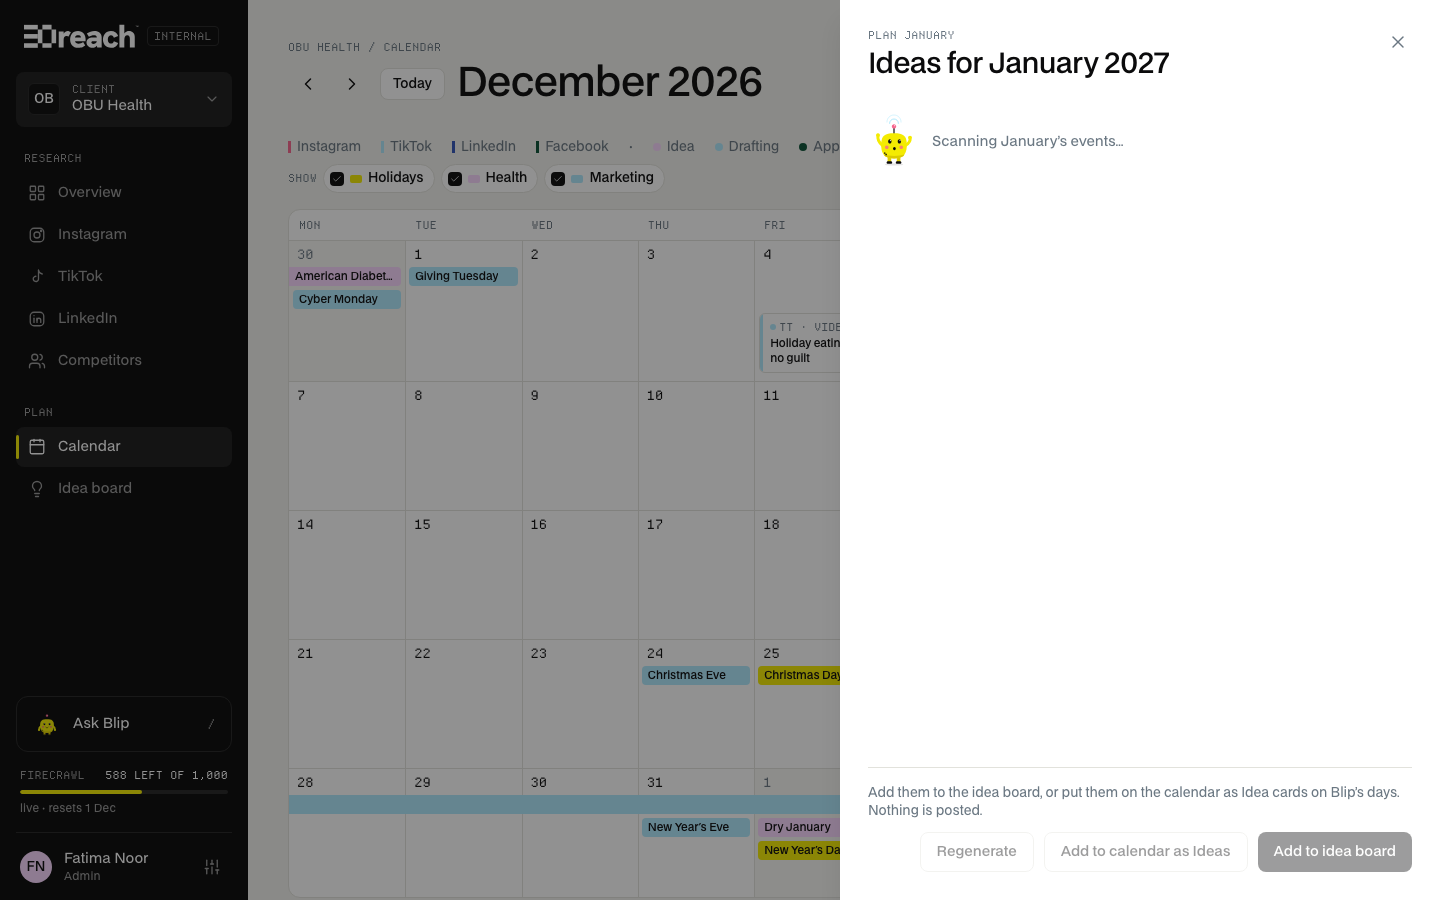 reach
INTERNAL
OB
CLIENT
OBU Health
RESEARCH
Overview
Instagram
TikTok
LinkedIn
Competitors
PLAN
Calendar
Idea board
Ask Blip
/
FIRECRAWL
588 LEFT OF 1,000
live · resets 1 Dec
FN
Fatima Noor
Admin
OBU HEALTH / CALENDAR
Today
December 2026
Instagram
TikTok
LinkedIn
Facebook
·
Idea
Drafting
SHOW
Holidays
Health
Marketing
MON
TUE
WED
THU
FRI
30
1
2
3
4
American Diabet...
Giving Tuesday
Cyber Monday
TT ·
Holiday
no guilt
7
8
9
10
11
14
15
16
17
18
21
22
23
24
25
Christmas Eve
Christmas Day
28
29
30
31
1
New Year's Eve
Dry January
New Year's
PLAN JANUARY
Ideas for January 2027
Scanning January's events...
Add them to the idea board, or put them on the calendar as Idea cards on Blip's days.
Nothing is posted.
Regenerate
Add to calendar as Ideas
Add to idea board